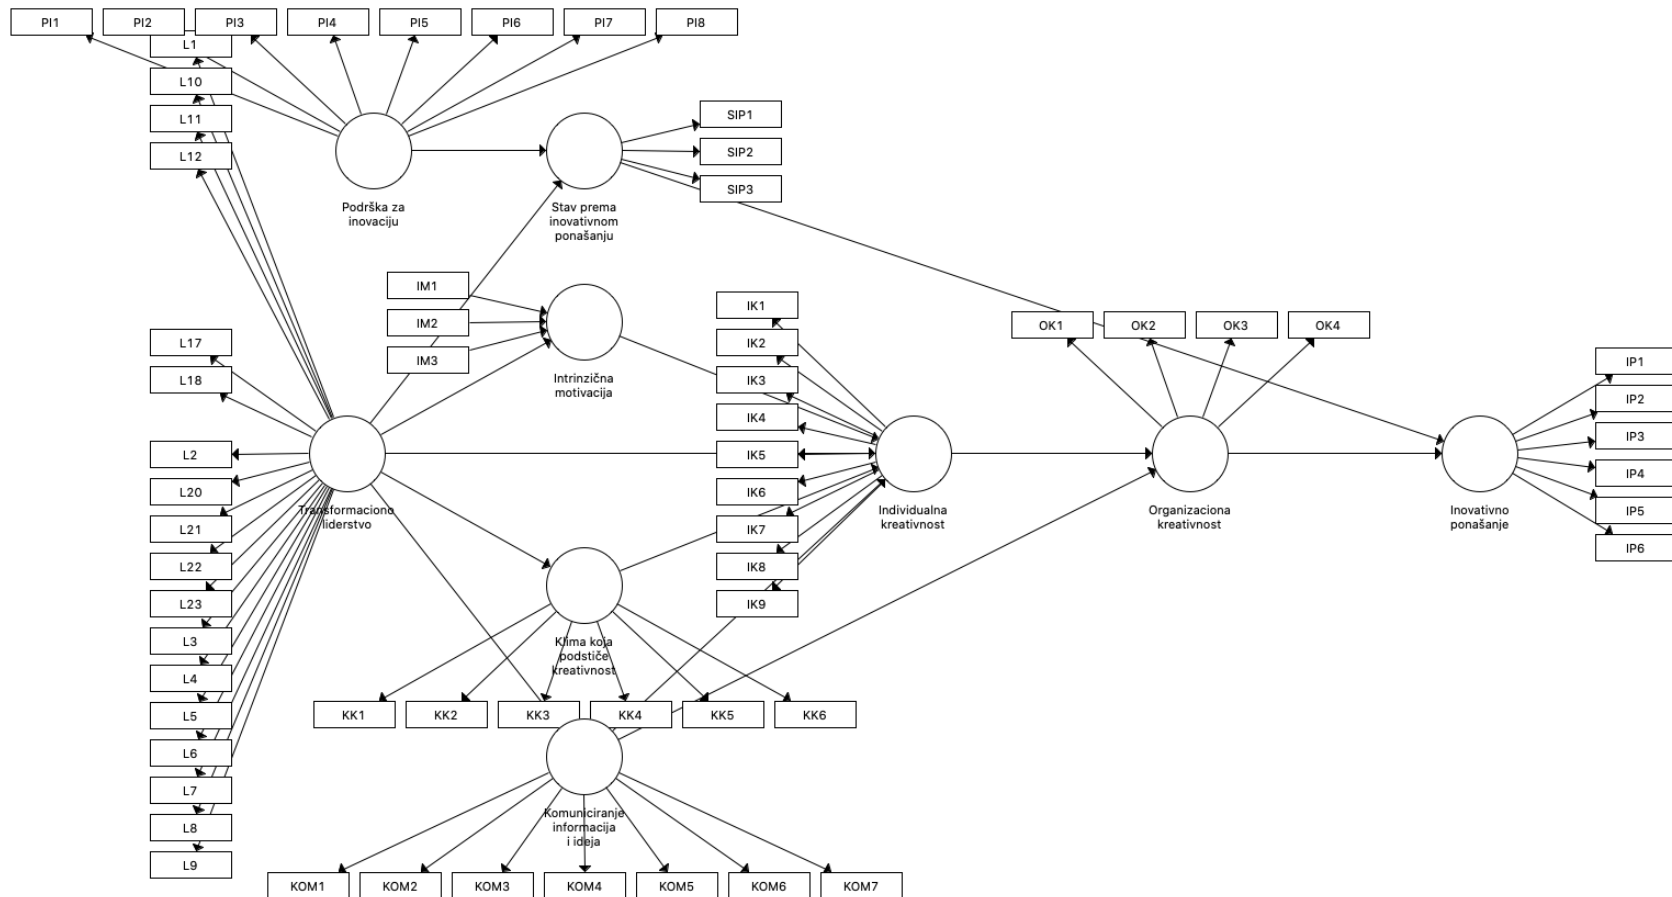 PI1
PI2
PI3
PI4
PI5
PI6
PI7
PI8
L1
L10
L11
L12
SIP1
SIP2
SIP3
Podrška za
inovaciju
Stav prema
inovativnom
ponašanju
IM1
IM2
IM3
Intrinzična
motivacija
L17
L18
L2
L20
L21
L22
L23
L3
L4
L5
L6
L7
L8
L9
Transformaciono
liderstvo
IK1
IK2
IK3
IK4
IK5
IK6
IK7
IK8
IK9
Individualna
kreativnost
OK1
OK2
OK3
OK4
Organizaciona
kreativnost
IP1
IP2
IP3
IP4
IP5
IP6
Inovativno
ponašanje
Klima koja
podstiče
kreativnost
KK1
KK2
KK3
KK4
KK5
KK6
Komuniciranje
informacija
i ideja
KOM1
KOM2
KOM3
KOM4
KOM5
KOM6
KOM7